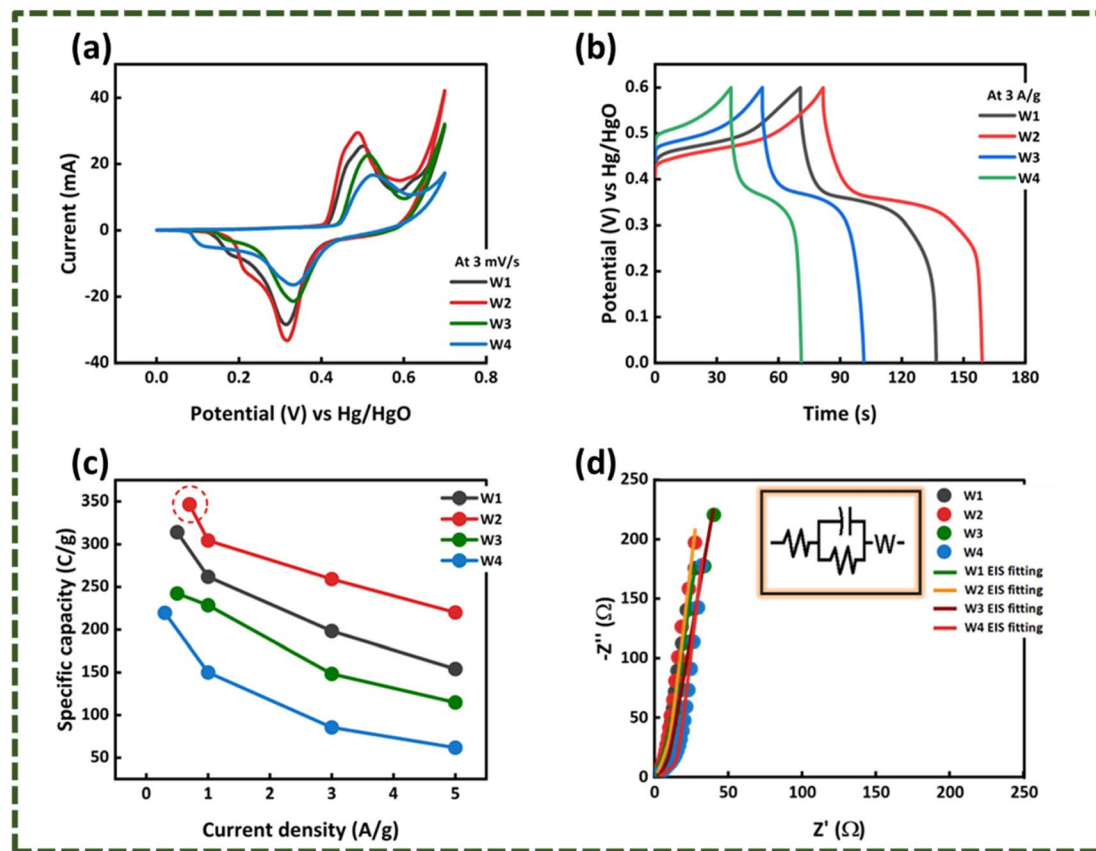 (a)
40
20
0
-20
-40
0.0 0.2 0.4 0.6 0.8
Current (mA)
Potential (V) vs Hg/HgO
At 3 mV/s
W1
W2
W3
W4
(b)
0.6
0.5
0.4
0.3
0.2
0.1
0.0
0 30 60 90 120 150 180
Potential (V) vs Hg/HgO
Time (s)
At 3 A/g
W1
W2
W3
W4
(c)
350
300
250
200
150
100
50
0 1 2 3 4 5
Specific capacity (C/g)
Current density (A/g)
W1
W2
W3
W4
(d)
250
200
150
100
50
0
0 50 100 150 200 250
-Z'' (Ω)
Z' (Ω)
W
W1
W2
W3
W4
W1 EIS fitting
W2 EIS fitting
W3 EIS fitting
W4 EIS fitting